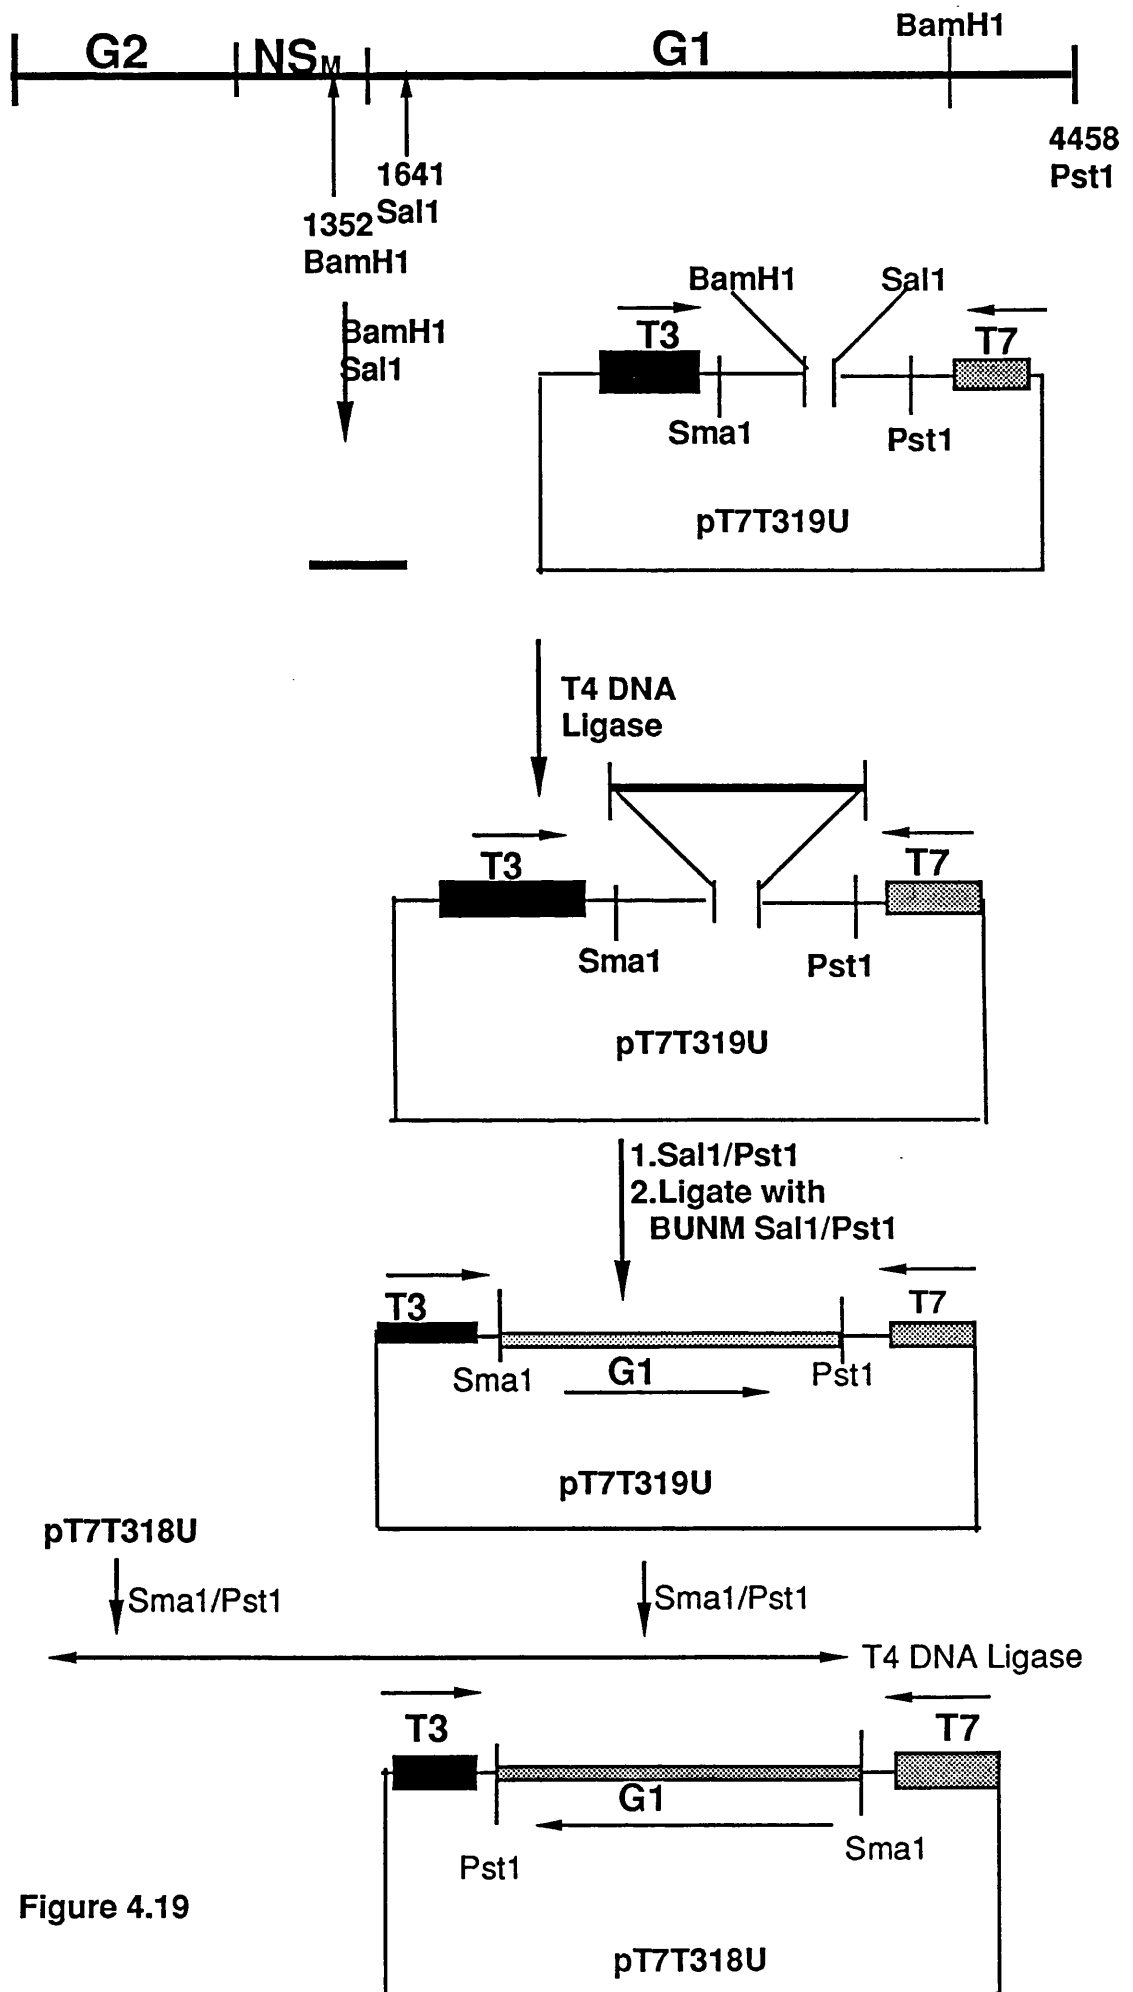 BamH1
G2 NSM G1
4458
Pst1
1641
Sal1
1352
BamH1
BamH1
Sal1
BamH1 Sal1
T3 T7
Sma1 Pst1
pT7T319U
T4 DNA
Ligase
T3 T7
Sma1 Pst1
pT7T319U
1.Sal1/Pst1
2.Ligate with
BUNM Sal1/Pst1
T3 T7
Sma1 G1 Pst1
pT7T319U
pT7T318U
Sma1/Pst1 Sma1/Pst1
T4 DNA Ligase
T3 T7
G1
Pst1 Sma1
Figure 4.19
pT7T318U